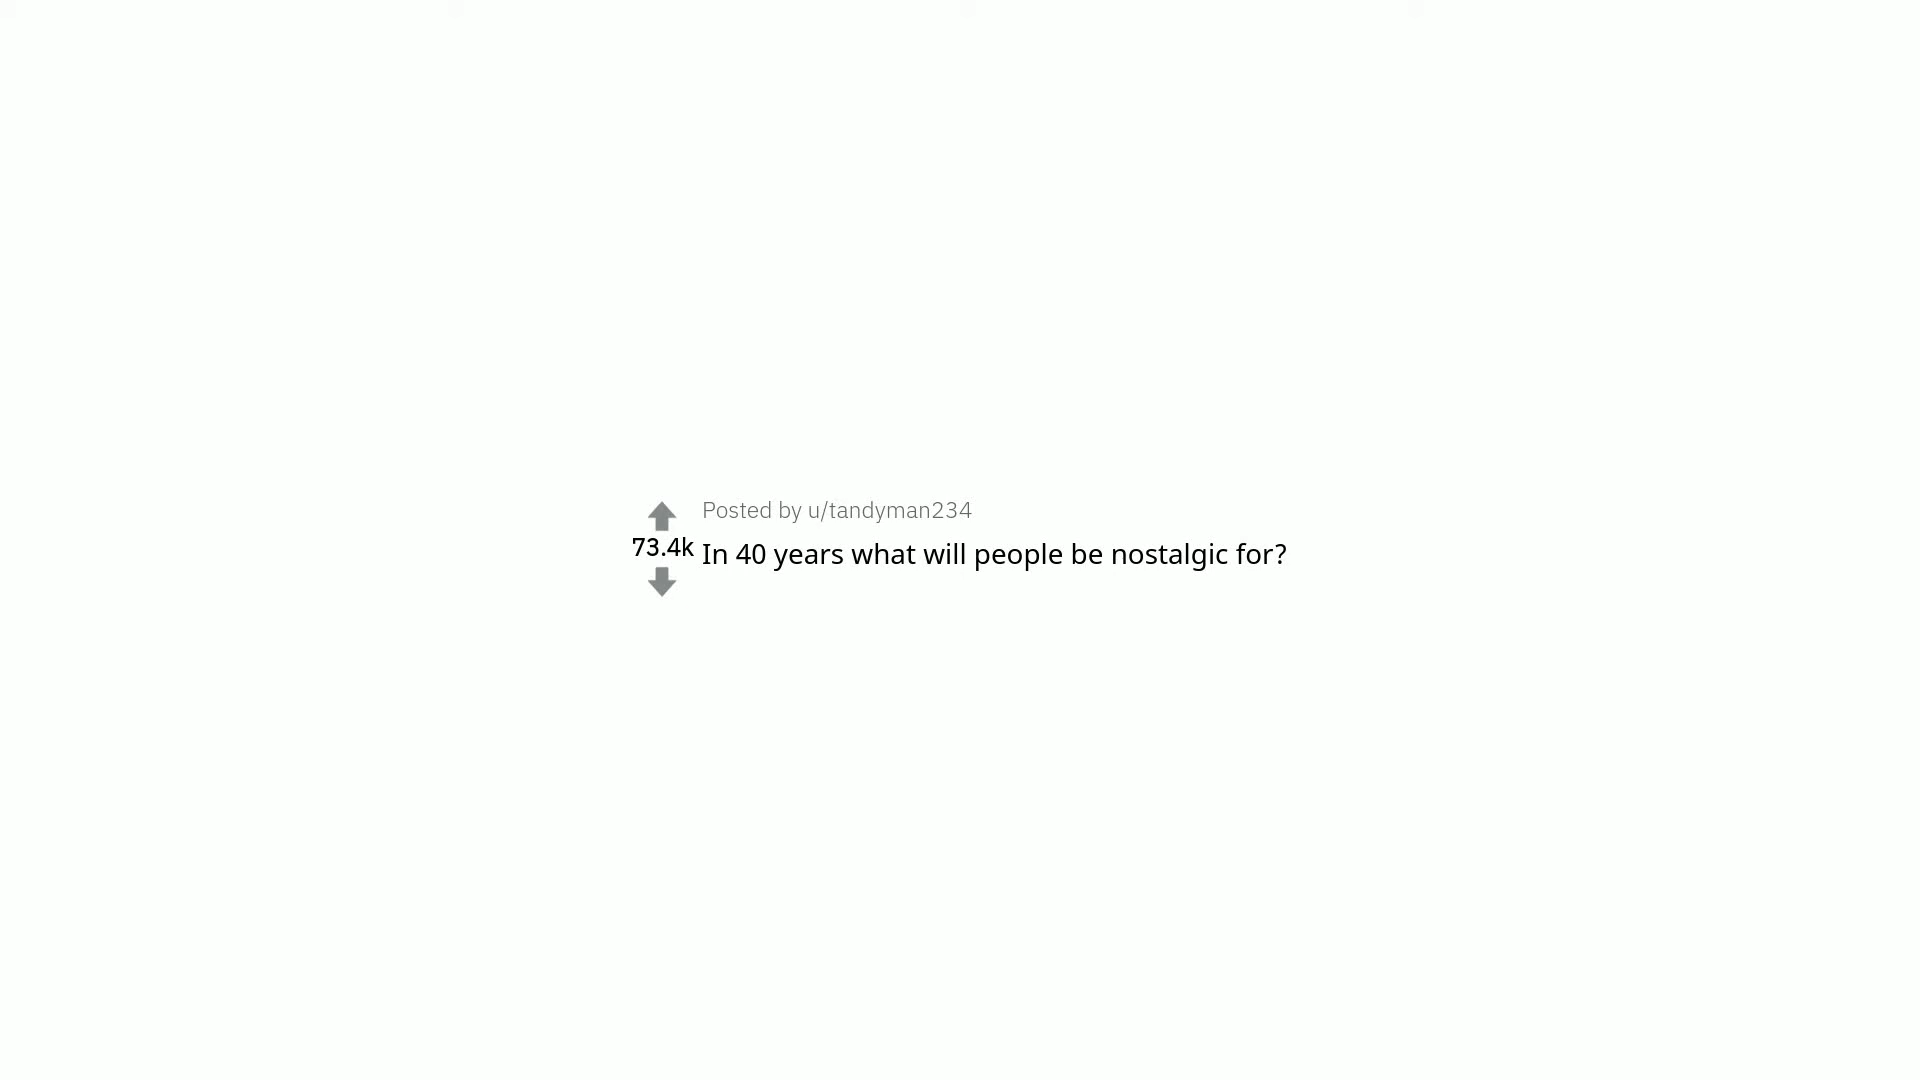 Posted by u/tandyman234
73.4k
In 40 years what will people be nostalgic for?